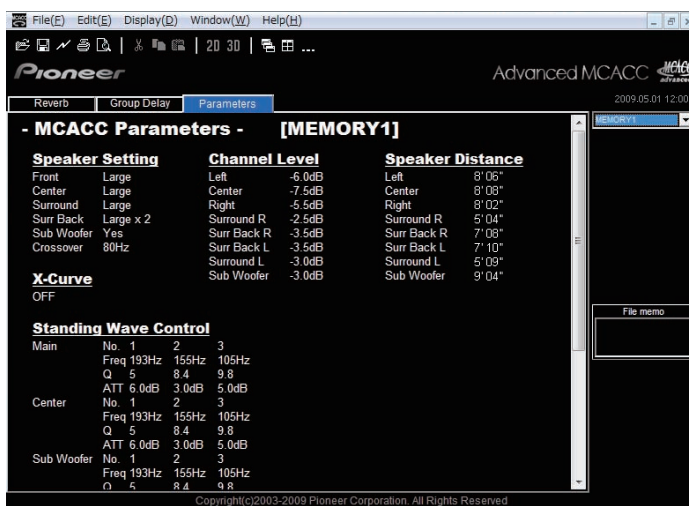 File(F) Edit(E) Display(D) Window(W) Help(H)
2D 3D ...
Pioneer
Advanced MCACC MCACC advanced
Reverb Group Delay Parameters
2009.05.01 12:00
MEMORY1
- MCACC Parameters - [MEMORY1]
Speaker Setting Channel Level Speaker Distance
Front Large Left -6.0dB Left 8'06"
Center Large Center -7.5dB Center 8'08"
Surround Large Right -5.5dB Right 8'02"
Surr Back Large x 2 Surround R -2.5dB Surround R 5'04"
Sub Woofer Yes Surr Back R -3.5dB Surr Back R 7'08"
Crossover 80Hz Surr Back L -3.5dB Surr Back L 7'10"
Surround L -3.0dB Surround L 5'09"
X-Curve Sub Woofer -3.0dB Sub Woofer 9'04"
OFF
File memo
Standing Wave Control
Main No. 1 2 3
Freq 193Hz 155Hz 105Hz
Q 5 8.4 9.8
ATT 6.0dB 3.0dB 5.0dB
Center No. 1 2 3
Freq 193Hz 155Hz 105Hz
Q 5 8.4 9.8
ATT 6.0dB 3.0dB 5.0dB
Sub Woofer No. 1 2 3
Freq 193Hz 155Hz 105Hz
Q 5 8.4 9.8
Copyright(c)2003-2009 Pioneer Corporation. All Rights Reserved